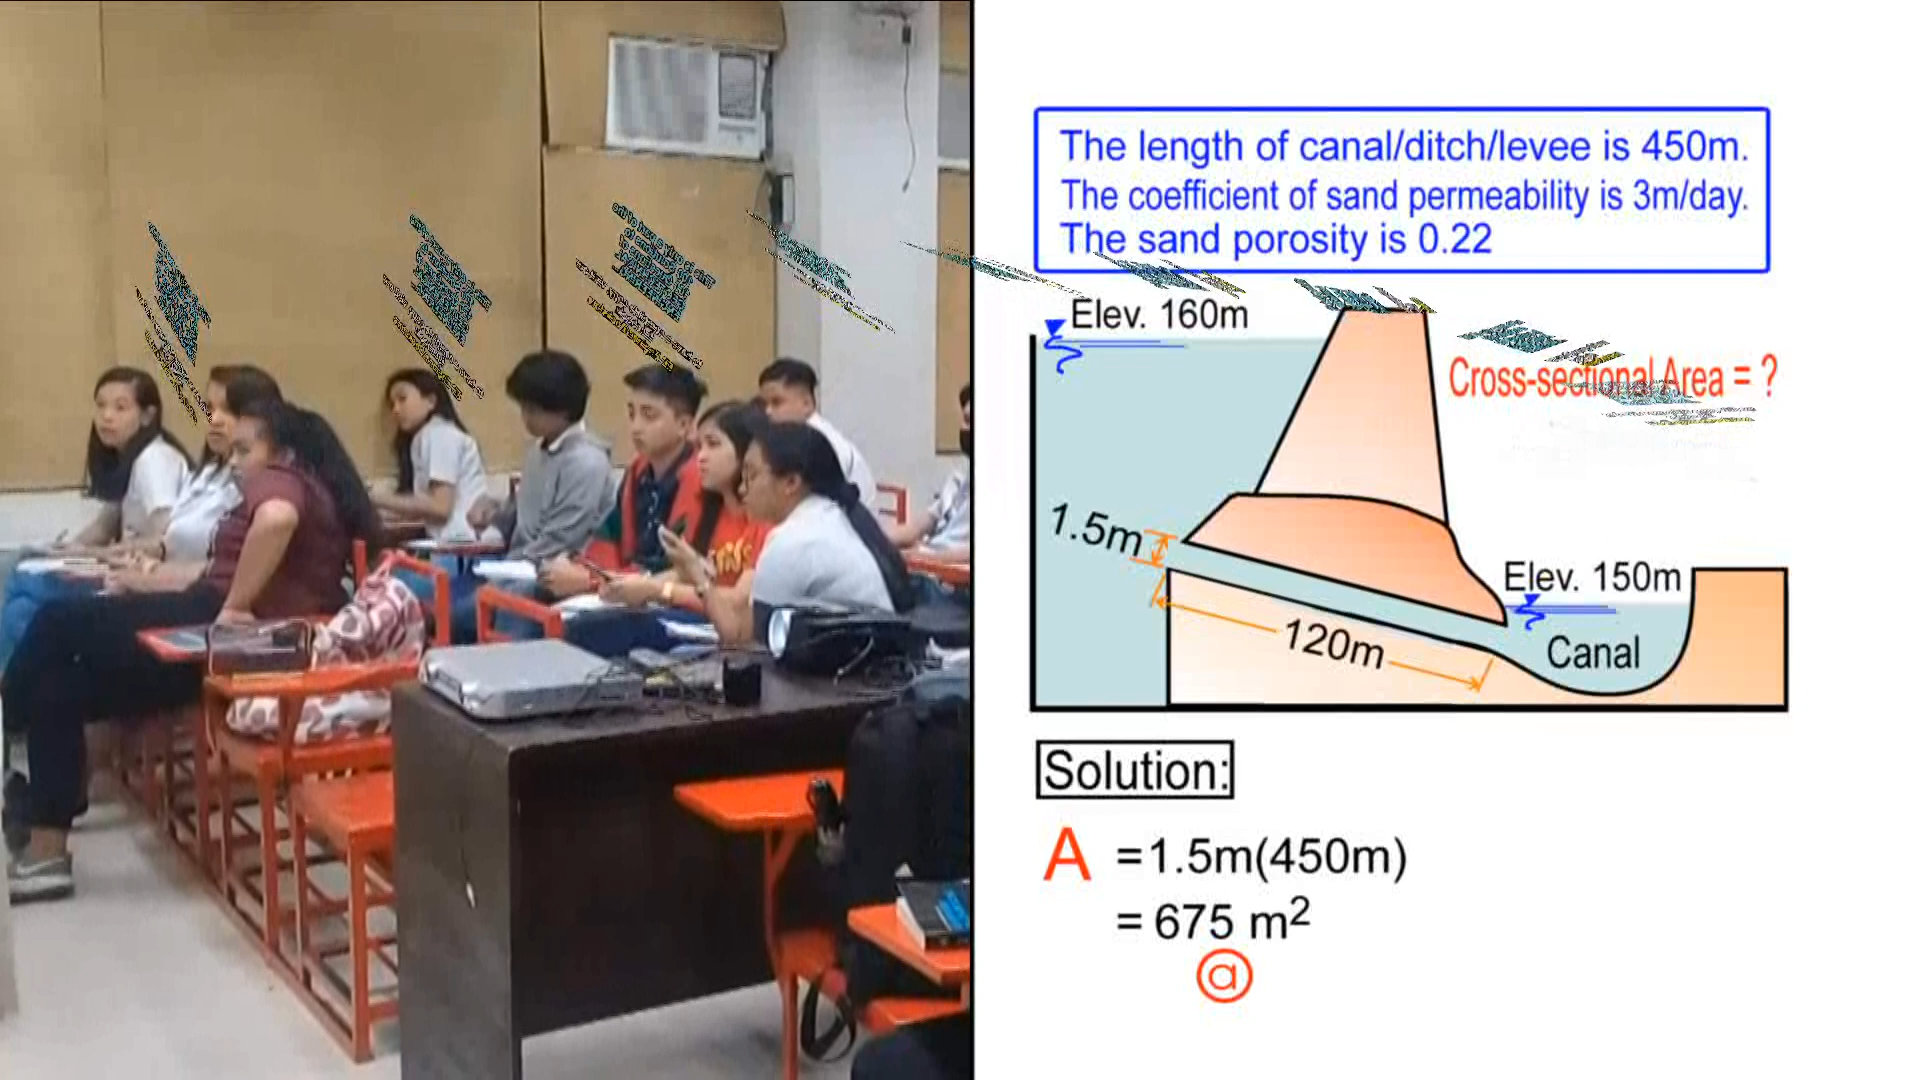 The length of canal/ditch/levee is 450m.
The coefficient of sand permeability is 3m/day.
The sand porosity is 0.22
Elev. 160m
Cross-sectional Area = ?
1.5m
Elev. 150m
120m
Canal
Solution:
A = 1.5m(450m)
= 675 m²
a